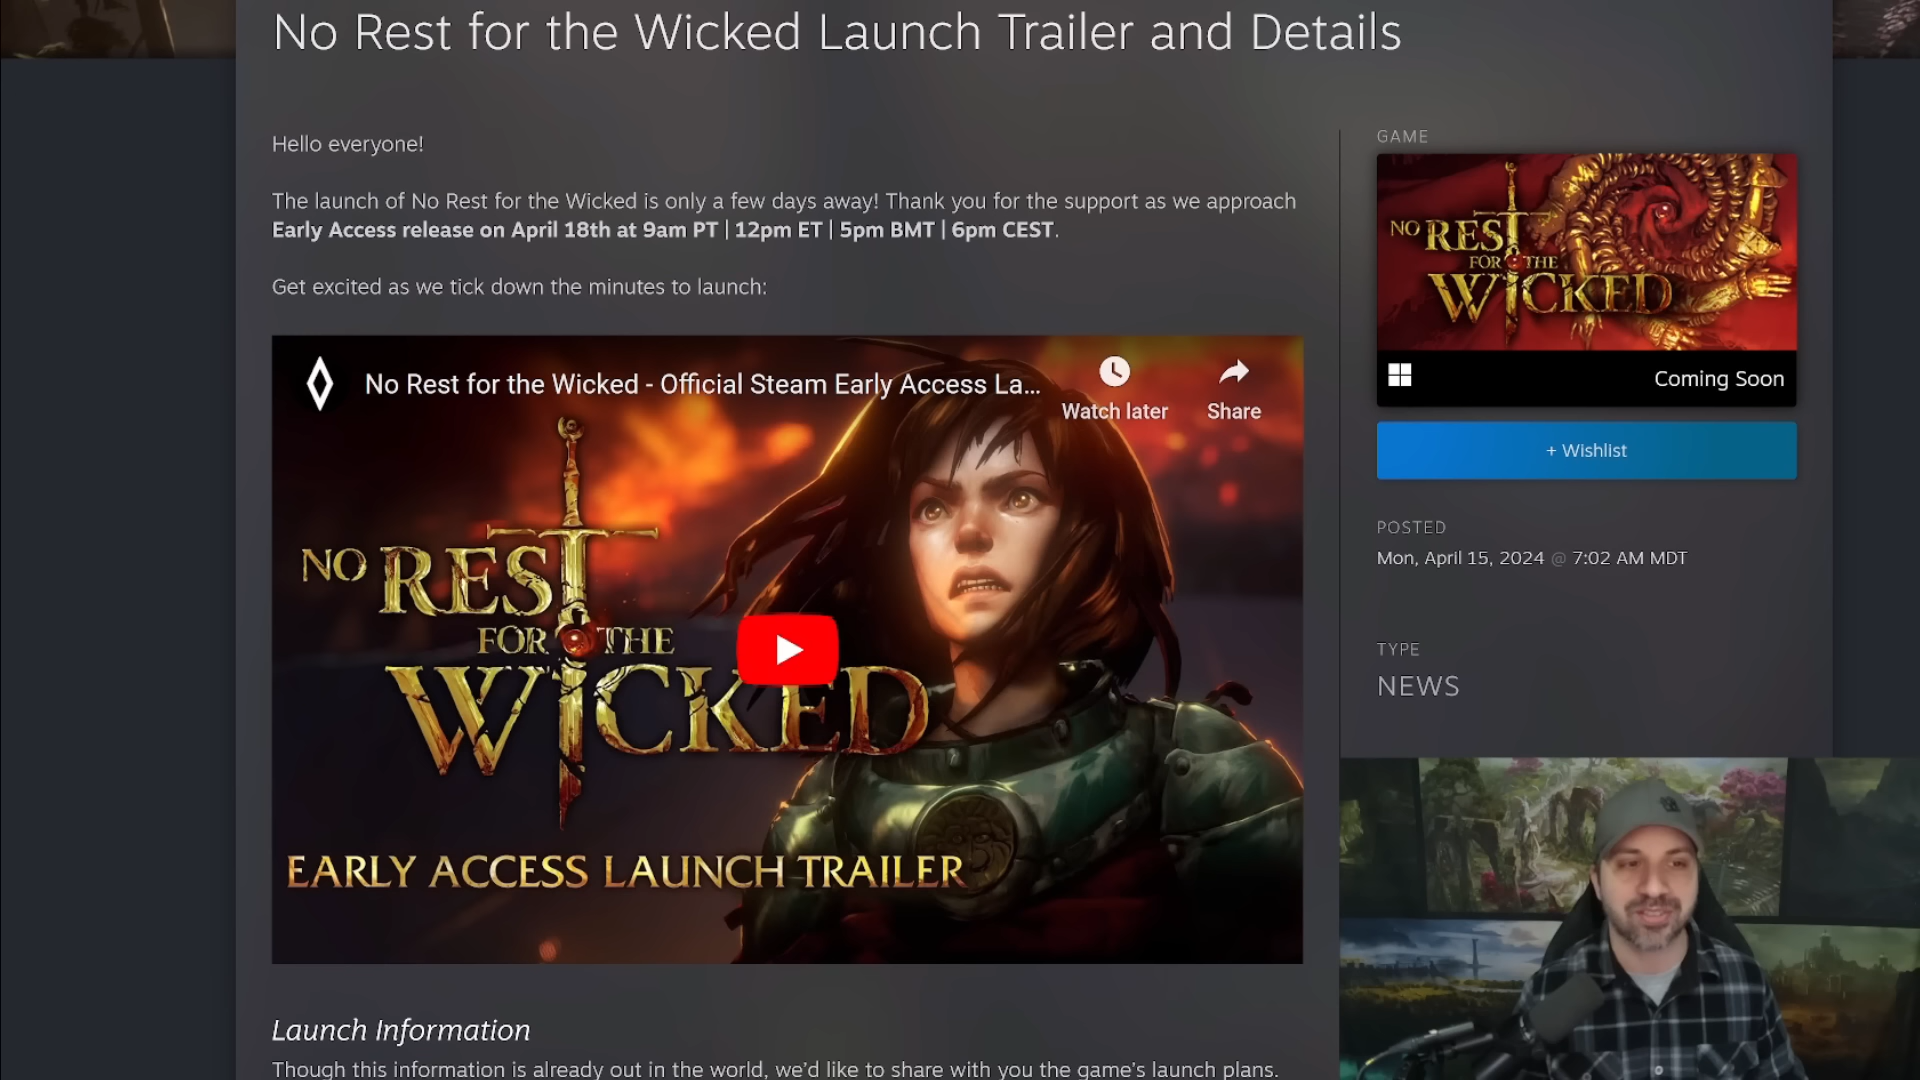 No Rest for the Wicked Launch Trailer and Details
Hello everyone!
The launch of No Rest for the Wicked is only a few days away! Thank you for the support as we approach
Early Access release on April 18th at 9am PT | 12pm ET | 5pm BMT | 6pm CEST.
Get excited as we tick down the minutes to launch:
No Rest for the Wicked - Official Steam Early Access La...
Watch later
Share
NO REST
FOR THE
WICKED
EARLY ACCESS LAUNCH TRAILER
Launch Information
Though this information is already out in the world, we'd like to share with you the game's launch plans.
GAME
NO REST
FOR THE
WICKED
Coming Soon
+ Wishlist
POSTED
Mon, April 15, 2024 @ 7:02 AM MDT
TYPE
NEWS